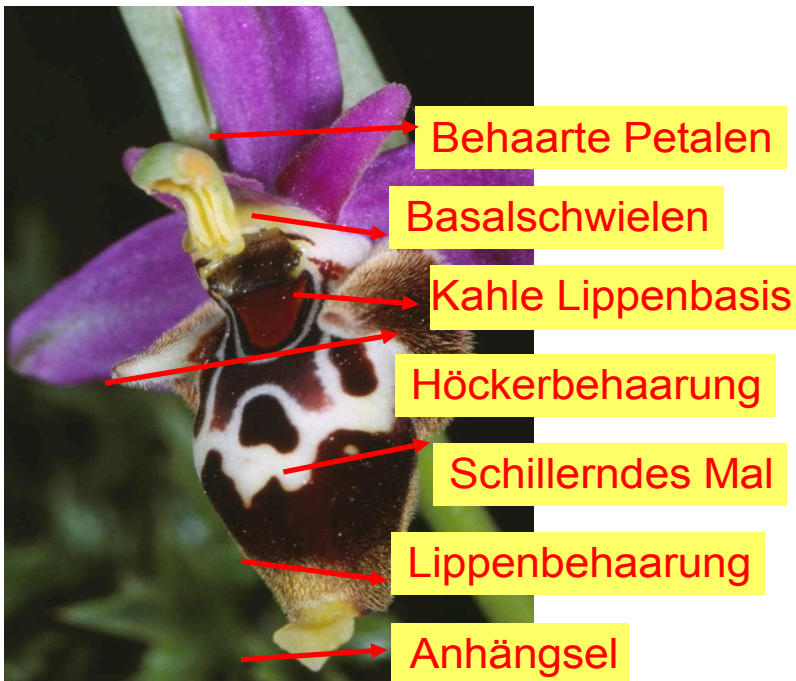 Behaarte Petalen
Basalschwielen
Kahle Lippenbasis
Höckerbehaarung
Schillerndes Mal
Lippenbehaarung
Anhängsel